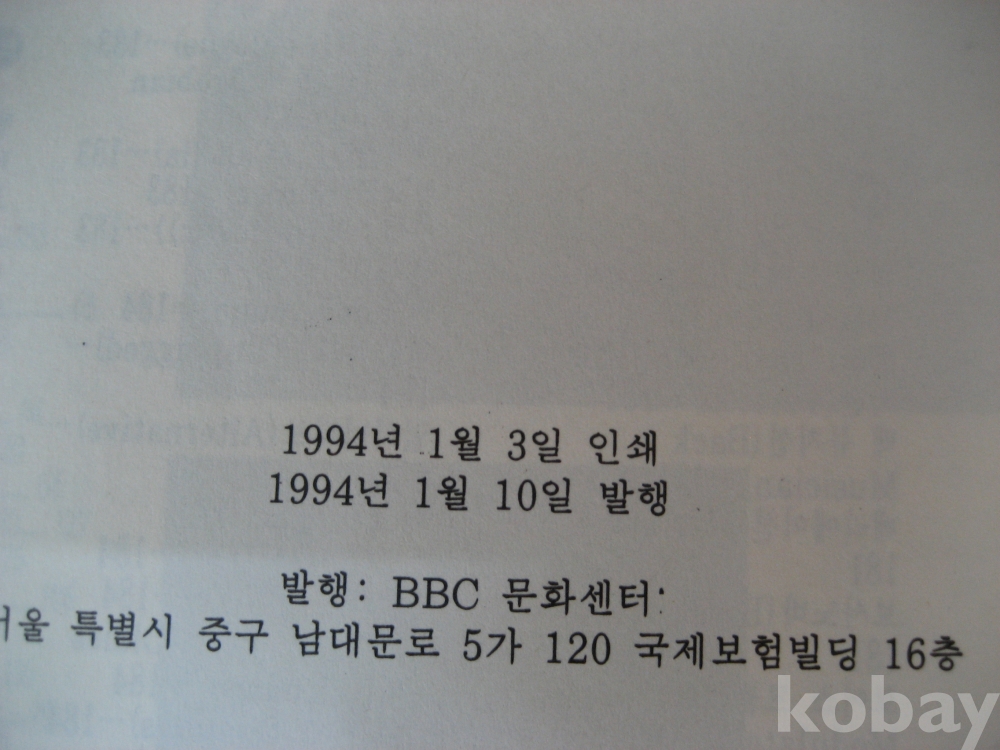 1994년 1월 3일 인쇄
1994년 1월 10일 발행
발행: BBC 문화센터·
특별시 중구 남대문로 5가 120 국제보험빌딩 16층
kobay